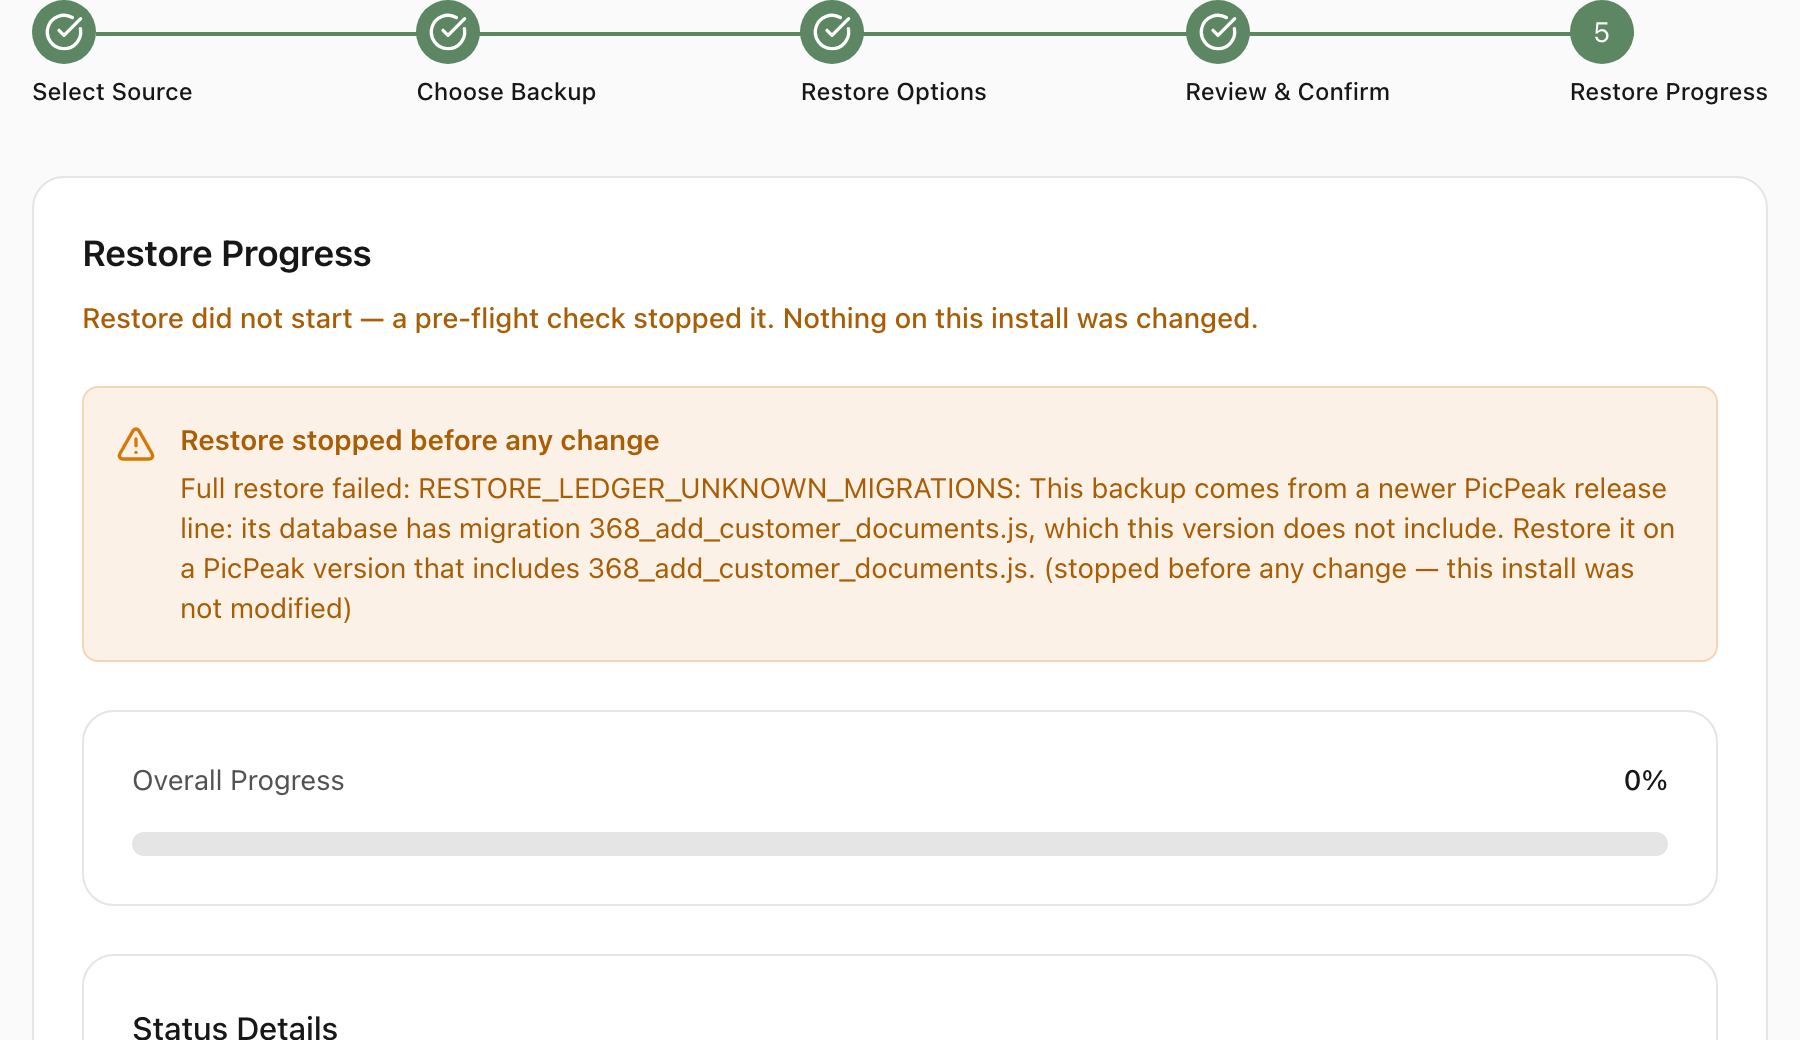 5
Select Source
Choose Backup
Restore Options
Review & Confirm
Restore Progress
Restore Progress
Restore did not start — a pre-flight check stopped it. Nothing on this install was changed.
Restore stopped before any change
Full restore failed: RESTORE_LEDGER_UNKNOWN_MIGRATIONS: This backup comes from a newer PicPeak release
line: its database has migration 368_add_customer_documents.js, which this version does not include. Restore it on
a PicPeak version that includes 368_add_customer_documents.js. (stopped before any change — this install was
not modified)
Overall Progress
0%
Status Details